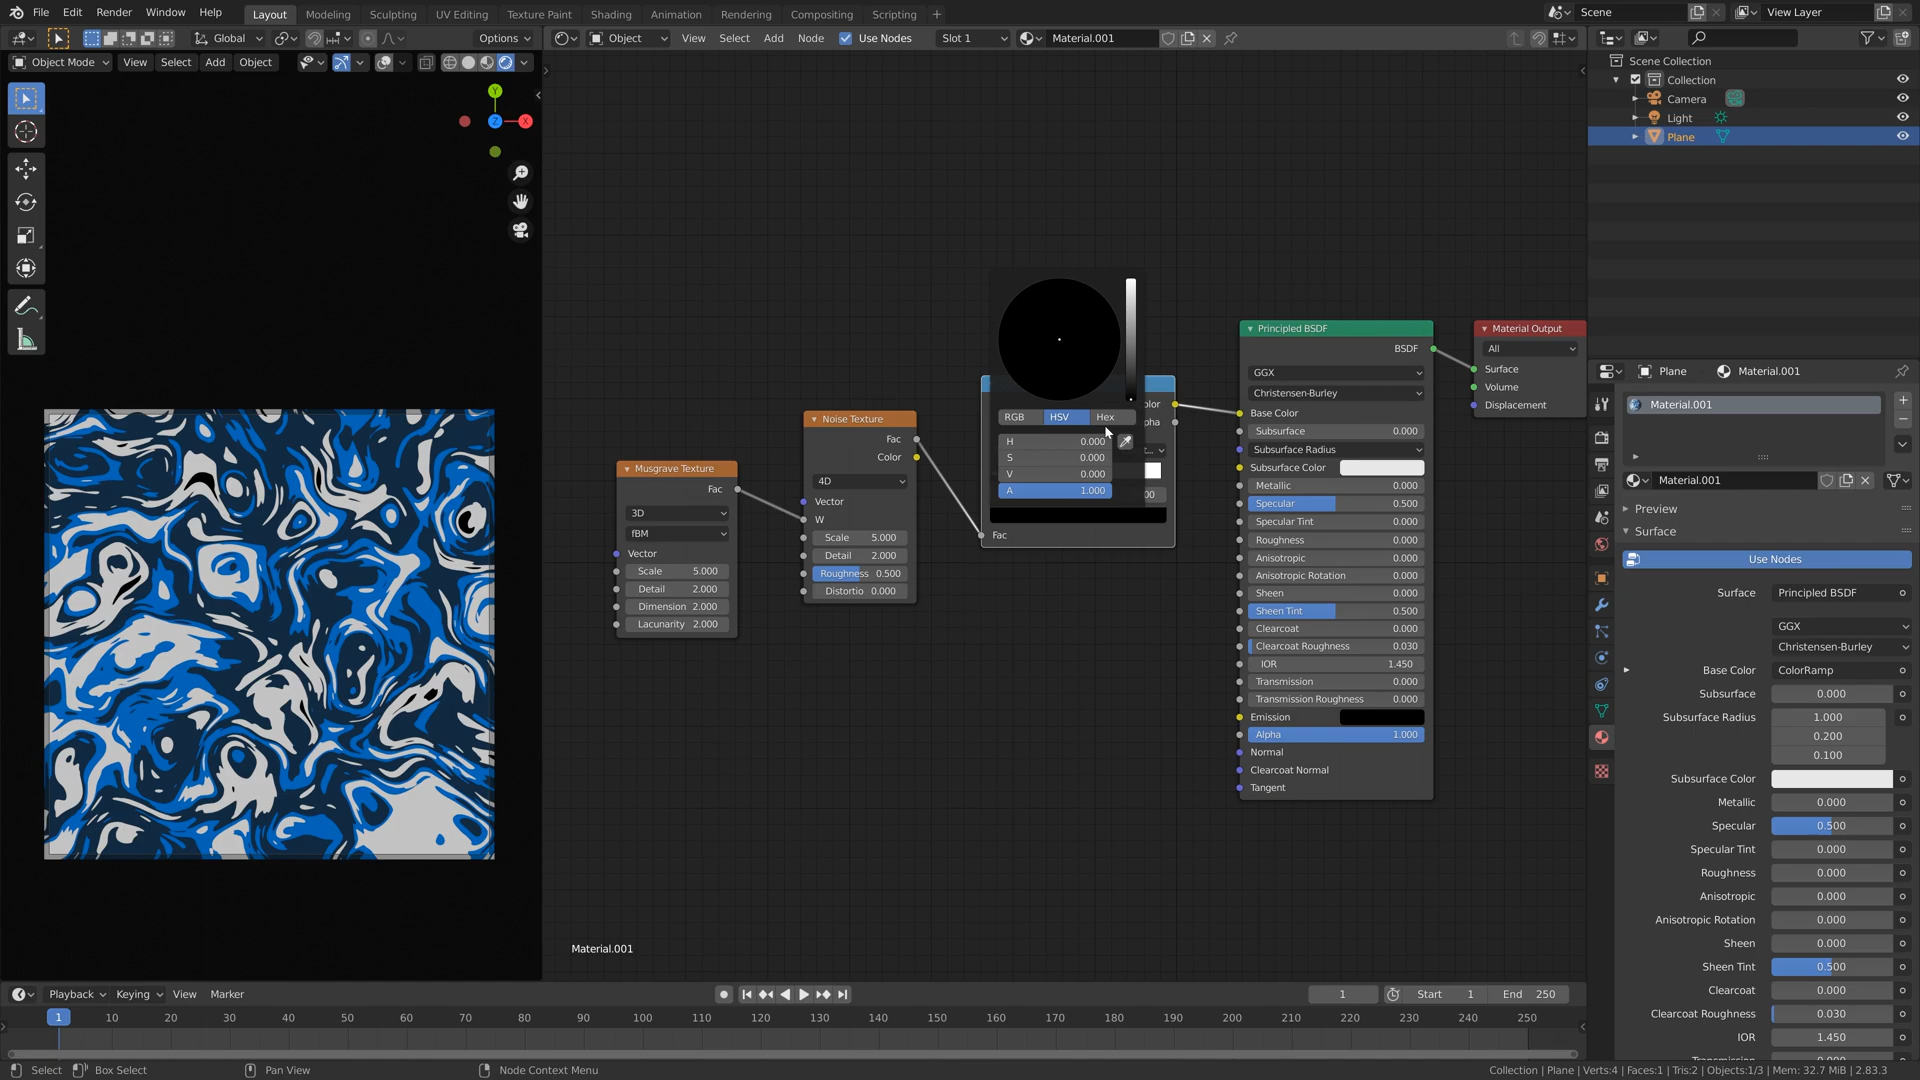 File Edit Render Window Help Layout Modeling Sculpting UV Editing Texture Paint Shading Animation Rendering Compositing Scripting + Scene View Layer
Global Options Object View Select Add Node Use Nodes Slot 1 Material.001
Object Mode View Select Add Object
Y
Z
X
Scene Collection
Collection
Camera
Light
Plane
Musgrave Texture
Fac
3D
fBM
Vector
Scale 5.000
Detail 2.000
Dimension 2.000
Lacunarity 2.000
Noise Texture
Fac
Color
4D
Vector
W
Scale 5.000
Detail 2.000
Roughness 0.500
Distortio 0.000
RGB HSV Hex
H 0.000
S 0.000
V 0.000
A 1.000
olor
pha
00
Fac
Principled BSDF
BSDF
GGX
Christensen-Burley
Base Color
Subsurface 0.000
Subsurface Radius
Subsurface Color
Metallic 0.000
Specular 0.500
Specular Tint 0.000
Roughness 0.000
Anisotropic 0.000
Anisotropic Rotation 0.000
Sheen 0.000
Sheen Tint 0.500
Clearcoat 0.000
Clearcoat Roughness 0.030
IOR 1.450
Transmission 0.000
Transmission Roughness 0.000
Emission
Alpha 1.000
Normal
Clearcoat Normal
Tangent
Material Output
All
Surface
Volume
Displacement
Material.001
Plane Material.001
Material.001
Material.001
Preview
Surface
Use Nodes
Surface Principled BSDF
GGX
Christensen-Burley
Base Color ColorRamp
Subsurface 0.000
Subsurface Radius 1.000
0.200
0.100
Subsurface Color
Metallic 0.000
Specular 0.500
Specular Tint 0.000
Roughness 0.000
Anisotropic 0.000
Anisotropic Rotation 0.000
Sheen 0.000
Sheen Tint 0.500
Clearcoat 0.000
Clearcoat Roughness 0.030
IOR 1.450
Playback Keying View Marker 1 Start 1 End 250
1 10 20 30 40 50 60 70 80 90 100 110 120 130 140 150 160 170 180 190 200 210 220 230 240 250
Select Box Select Pan View Node Context Menu Collection | Plane | Verts:4 | Faces:1 | Tris:2 | Objects:1/3 | Mem: 32.7 MiB | 2.83.3